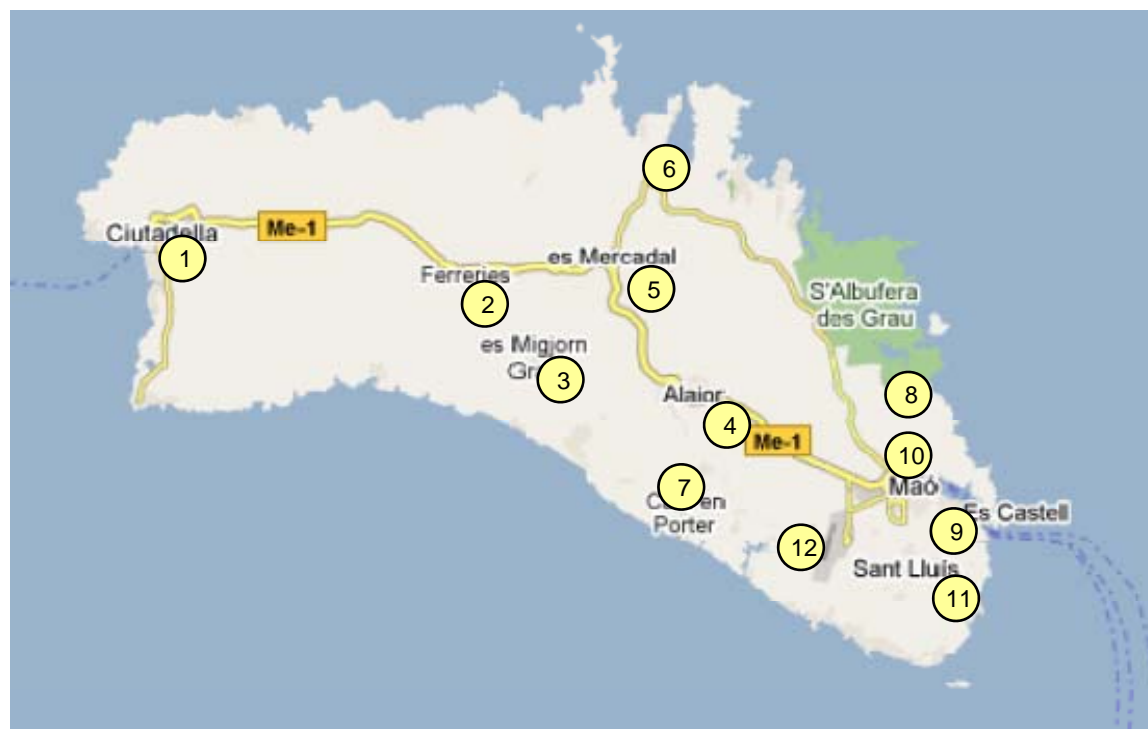 6
Ciutadella
Me-1
1
es Mercadal
Ferreries
5
2
S'Albufera
des Grau
es Migjorn
3
Alaior
8
4
Me-1
10
7
Maó
Porter
9
Es Castell
12
Sant Lluís
11